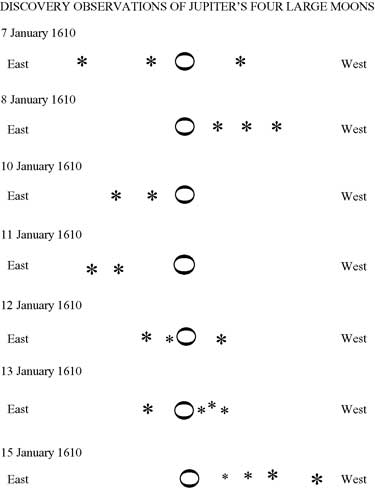 DISCOVERY OBSERVATIONS OF JUPITER'S FOUR LARGE MOONS
7 January 1610
East * * O * West
8 January 1610
East O * * * West
10 January 1610
East * * O West
11 January 1610
East * * O West
12 January 1610
East * * O * West
13 January 1610
East * O * * * West
15 January 1610
East O * * * * West